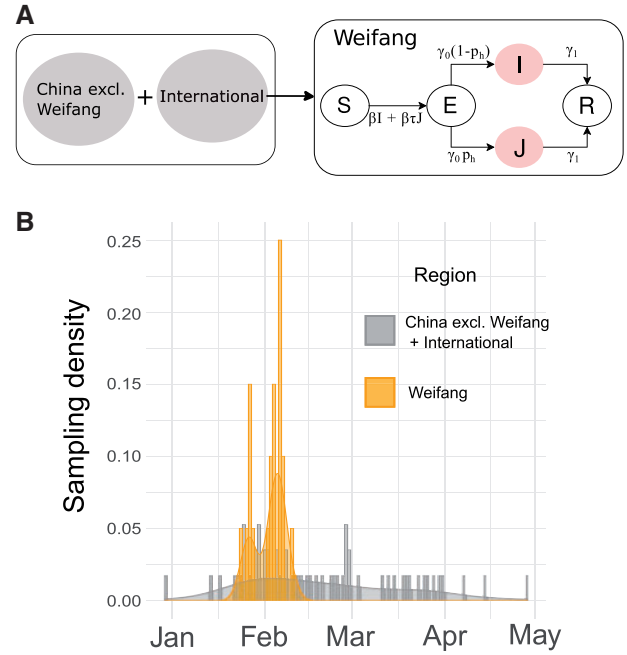 A
China excl.
Weifang
+
International
Weifang
S
βI + βτJ
E
γ₀(1-pₕ)
I
γ₁
γ₀ pₕ
J
γ₁
R
B
Sampling density
0.25
0.20
0.15
0.10
0.05
0.00
Region
China excl. Weifang
+ International
Weifang
Jan Feb Mar Apr May